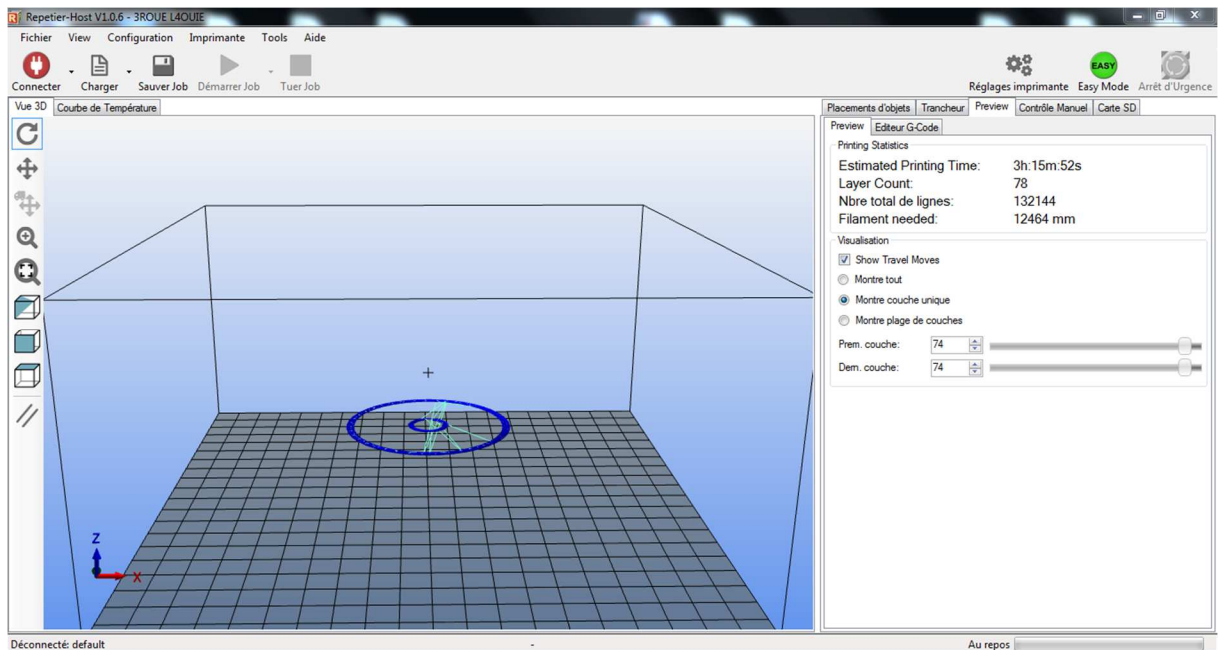 Repetier-Host V1.0.6 - 3ROUE L4OUIE
Fichier View Configuration Imprimante Tools Aide
Connecter Charger Sauver Job Démarrer Job Tuer Job Réglages imprimante Easy Mode Arrêt d'Urgence
EASY
Vue 3D Courbe de Température
Placements d'objets Trancheur Preview Contrôle Manuel Carte SD
Preview Editeur G-Code
Printing Statistics
Estimated Printing Time: 3h:15m:52s
Layer Count: 78
Nbre total de lignes: 132144
Filament needed: 12464 mm
Visualisation
Show Travel Moves
Montre tout
Montre couche unique
Montre plage de couches
Prem. couche: 74
Dern. couche: 74
Z
X
Déconnecté: default - Au repos